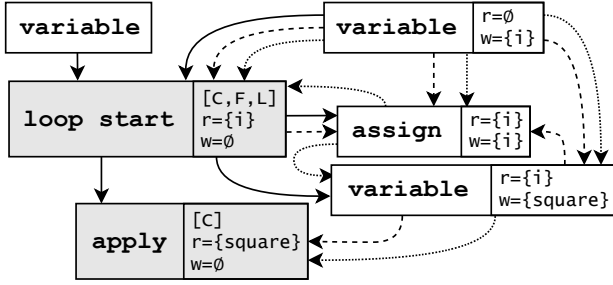 variable
variable
r=∅
w={i}
loop start
[C,F,L]
r={i}
w=∅
assign
r={i}
w={i}
variable
r={i}
w={square}
apply
[C]
r={square}
w=∅